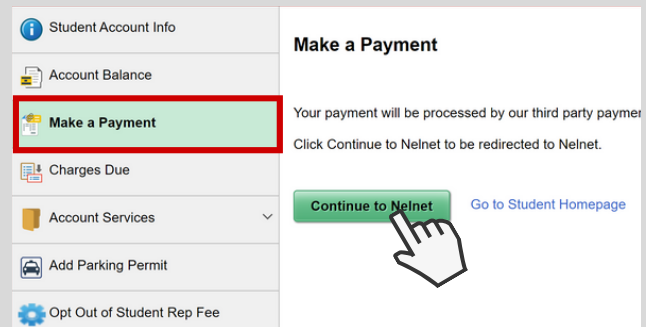 Student Account Info
Account Balance
Make a Payment
Charges Due
Account Services
Add Parking Permit
Opt Out of Student Rep Fee
Make a Payment
Your payment will be processed by our third party
Click Continue to Nelnet to be redirected to Nelnet.
Continue to Nelnet
Go to Student Homepage